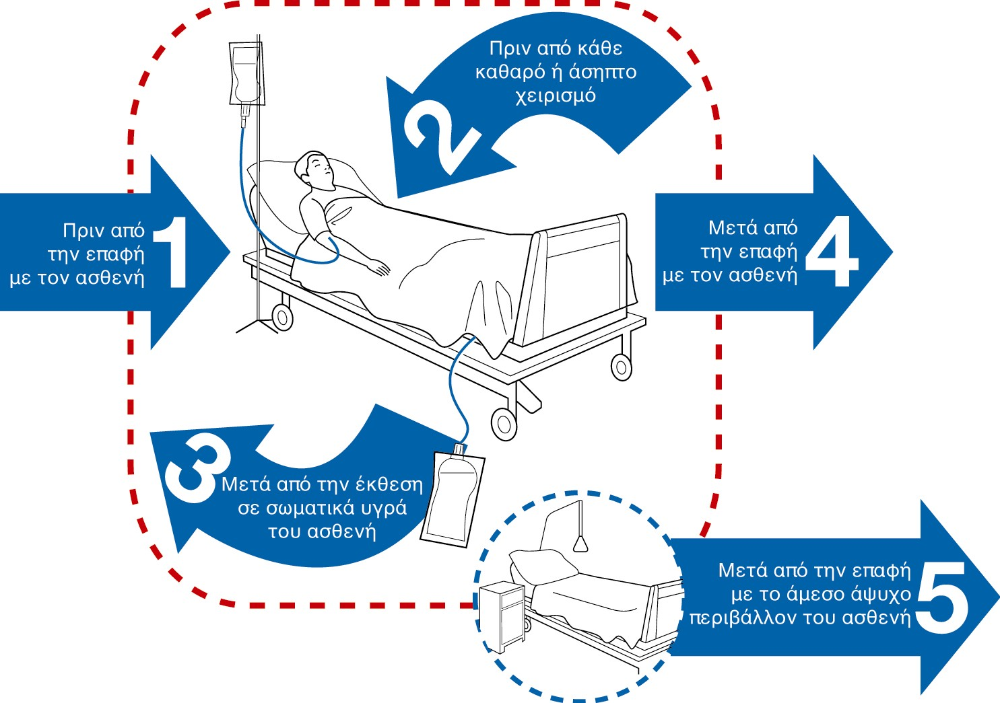 Πριν από
την επαφή
με τον ασθενή
1
Πριν από κάθε
καθαρό ή άσηπτο
χειρισμό
2
3
Μετά από την έκθεση
σε σωματικά υγρά
του ασθενή
Μετά από
την επαφή
με τον ασθενή
4
Μετά από την επαφή
με το άμεσο άψυχο
περιβάλλον του ασθενή
5